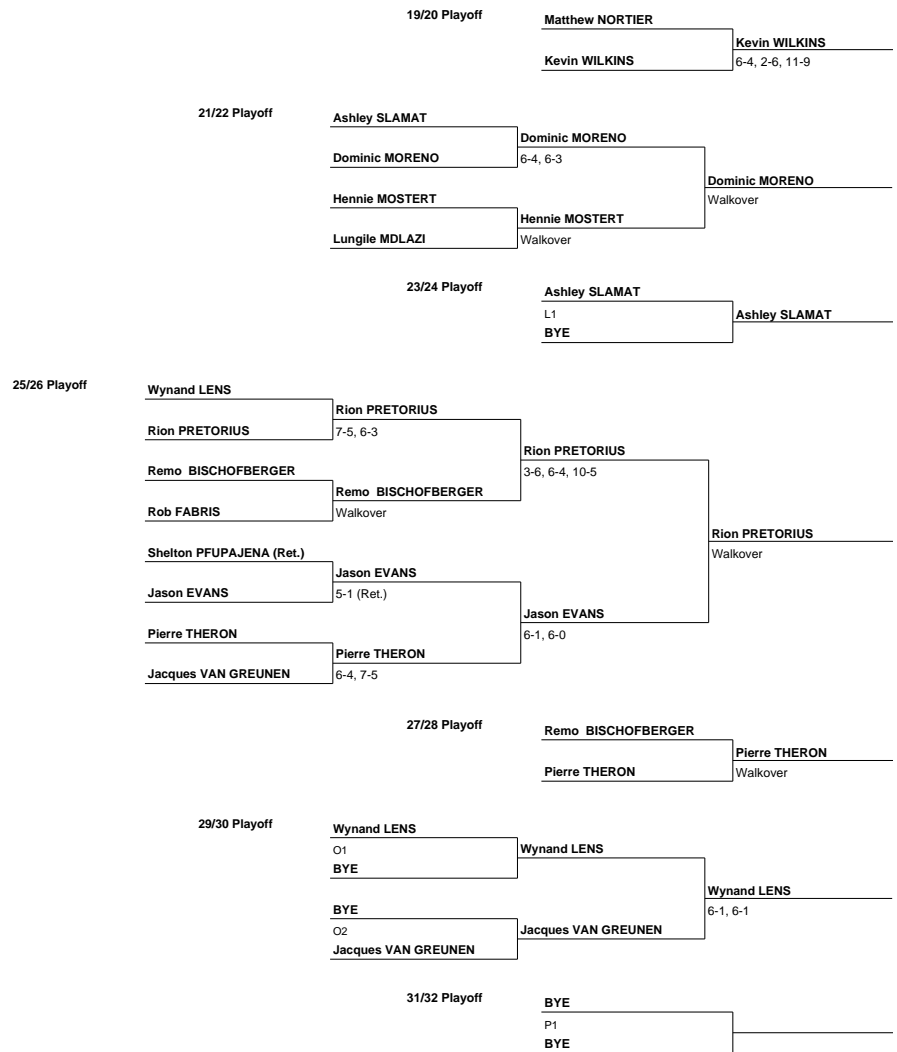 19/20 Playoff
Matthew NORTIER
Kevin WILKINS
Kevin WILKINS
6-4, 2-6, 11-9
21/22 Playoff
Ashley SLAMAT
Dominic MORENO
Dominic MORENO
6-4, 6-3
Dominic MORENO
Walkover
Hennie MOSTERT
Hennie MOSTERT
Lungile MDLAZI
Walkover
23/24 Playoff
Ashley SLAMAT
L1
Ashley SLAMAT
BYE
25/26 Playoff
Wynand LENS
Rion PRETORIUS
Rion PRETORIUS
7-5, 6-3
Rion PRETORIUS
3-6, 6-4, 10-5
Remo BISCHOFBERGER
Remo BISCHOFBERGER
Rob FABRIS
Walkover
Rion PRETORIUS
Walkover
Shelton PFUPAJENA (Ret.)
Jason EVANS
Jason EVANS
5-1 (Ret.)
Jason EVANS
6-1, 6-0
Pierre THERON
Pierre THERON
Jacques VAN GREUNEN
6-4, 7-5
27/28 Playoff
Remo BISCHOFBERGER
Pierre THERON
Pierre THERON
Walkover
29/30 Playoff
Wynand LENS
O1
Wynand LENS
BYE
Wynand LENS
6-1, 6-1
BYE
O2
Jacques VAN GREUNEN
Jacques VAN GREUNEN
31/32 Playoff
BYE
P1
BYE